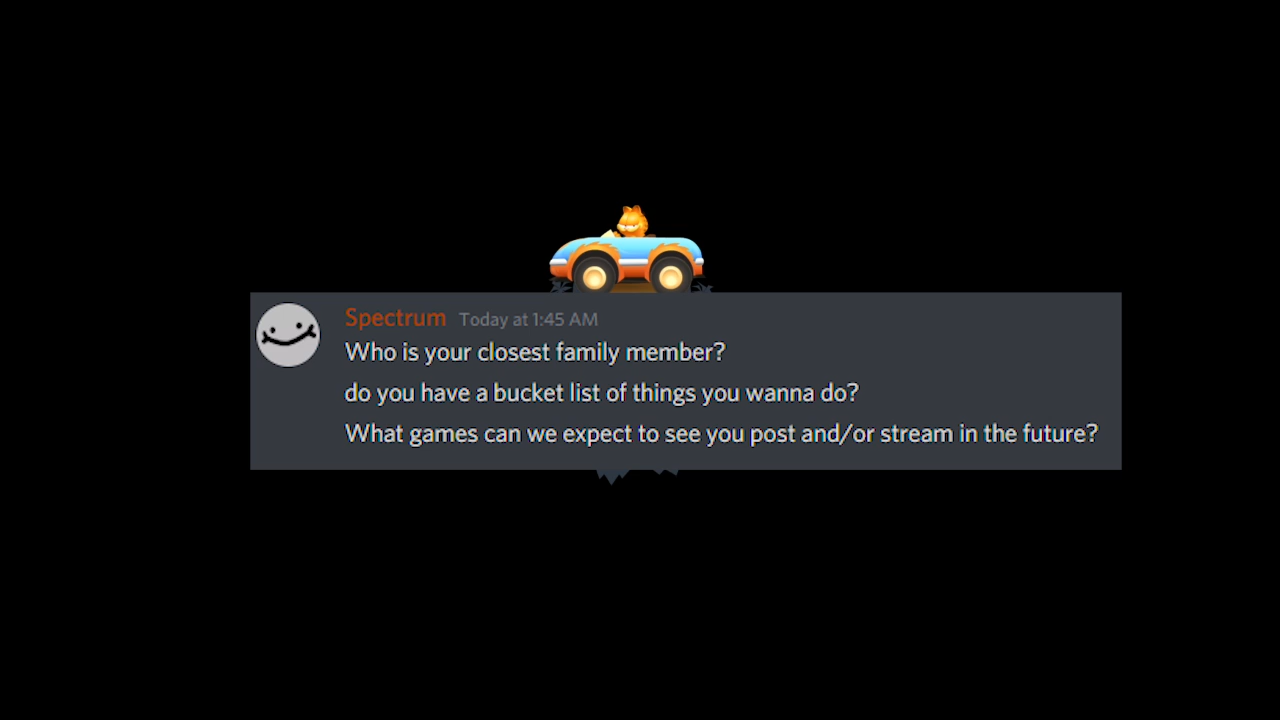 Spectrum Today at 1:45 AM
Who is your closest family member?
do you have a bucket list of things you wanna do?
What games can we expect to see you post and/or stream in the future?